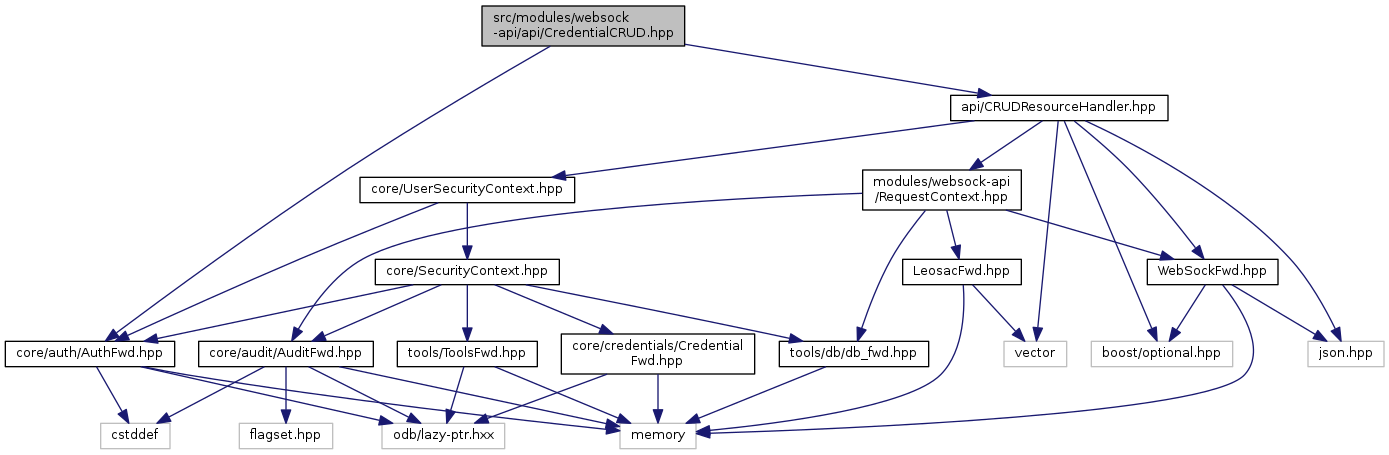 src/modules/websock
-api/api/CredentialCRUD.hpp
api/CRUDResourceHandler.hpp
core/UserSecurityContext.hpp
modules/websock-api
/RequestContext.hpp
core/SecurityContext.hpp
LeosacFwd.hpp
WebSockFwd.hpp
core/auth/AuthFwd.hpp
core/audit/AuditFwd.hpp
tools/ToolsFwd.hpp
core/credentials/Credential
Fwd.hpp
tools/db/db_fwd.hpp
vector
boost/optional.hpp
json.hpp
cstddef
flagset.hpp
odb/lazy-ptr.hxx
memory